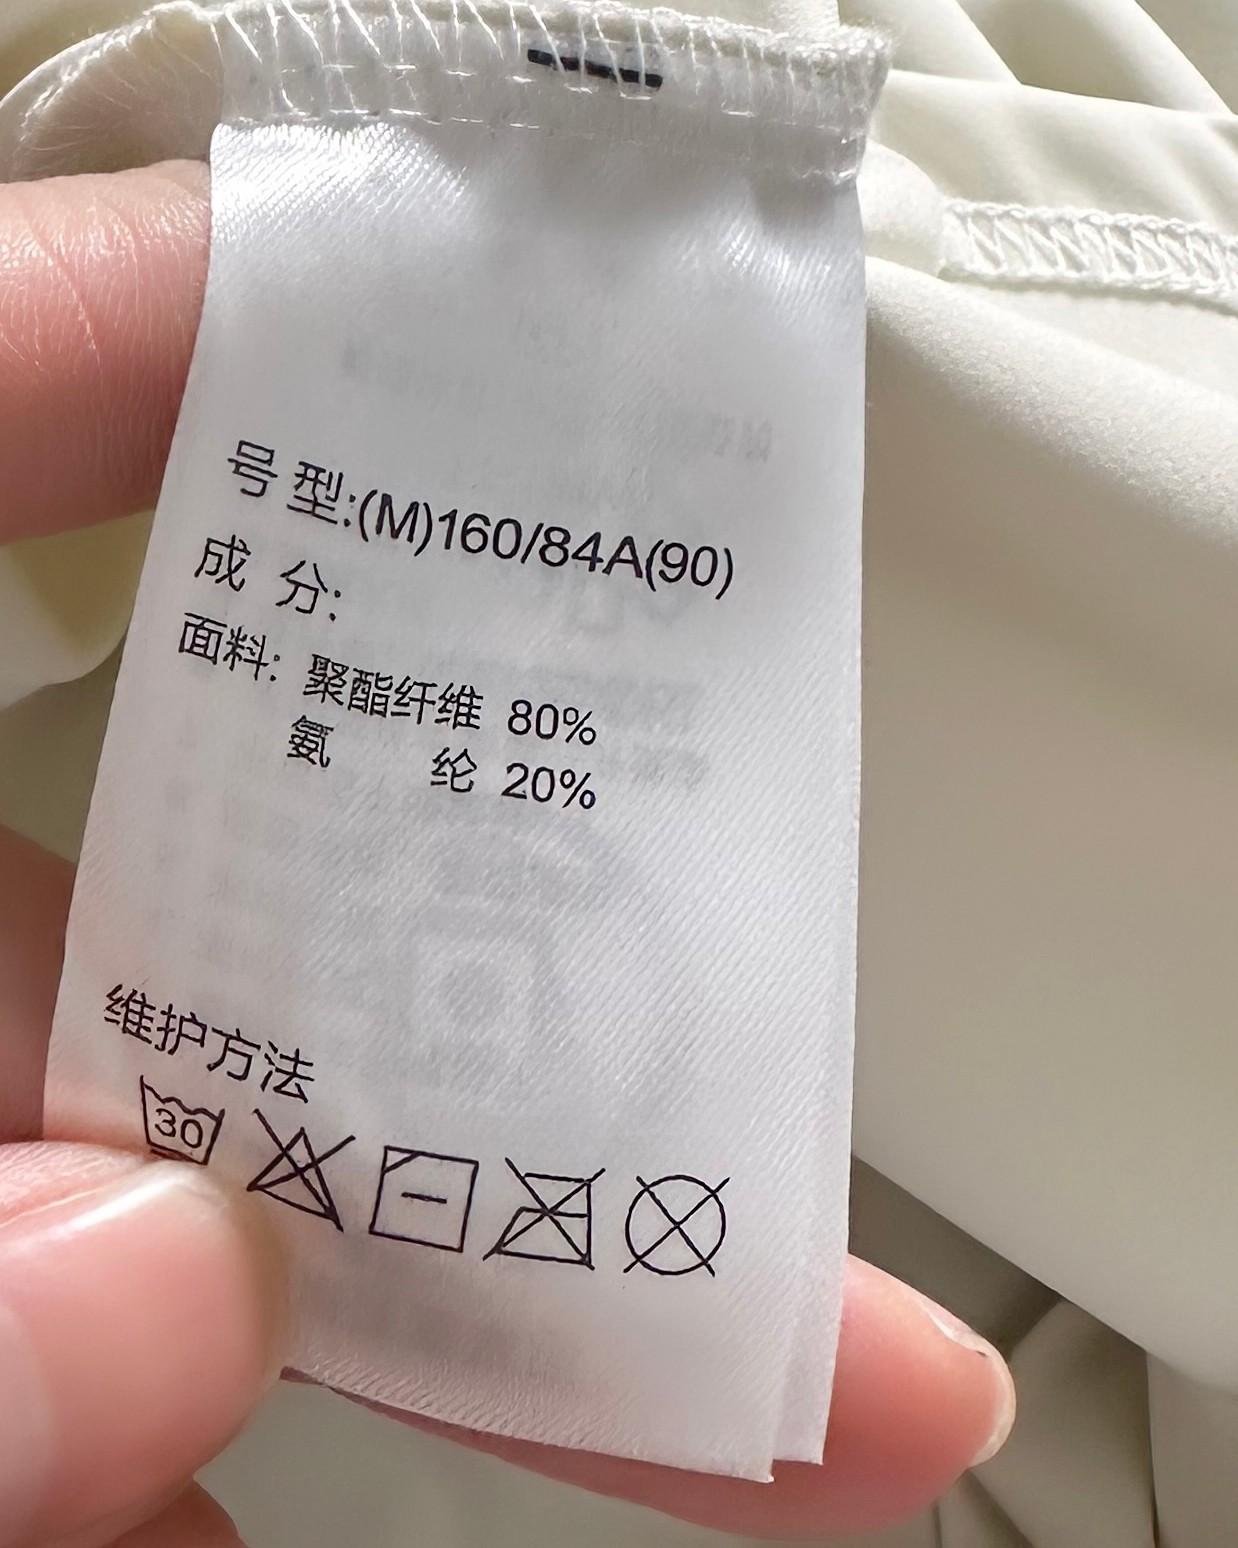 号 型:(M)160/84A(90)
成 分:
面料: 聚酯纤维 80%
氨 纶 20%
维护方法
30